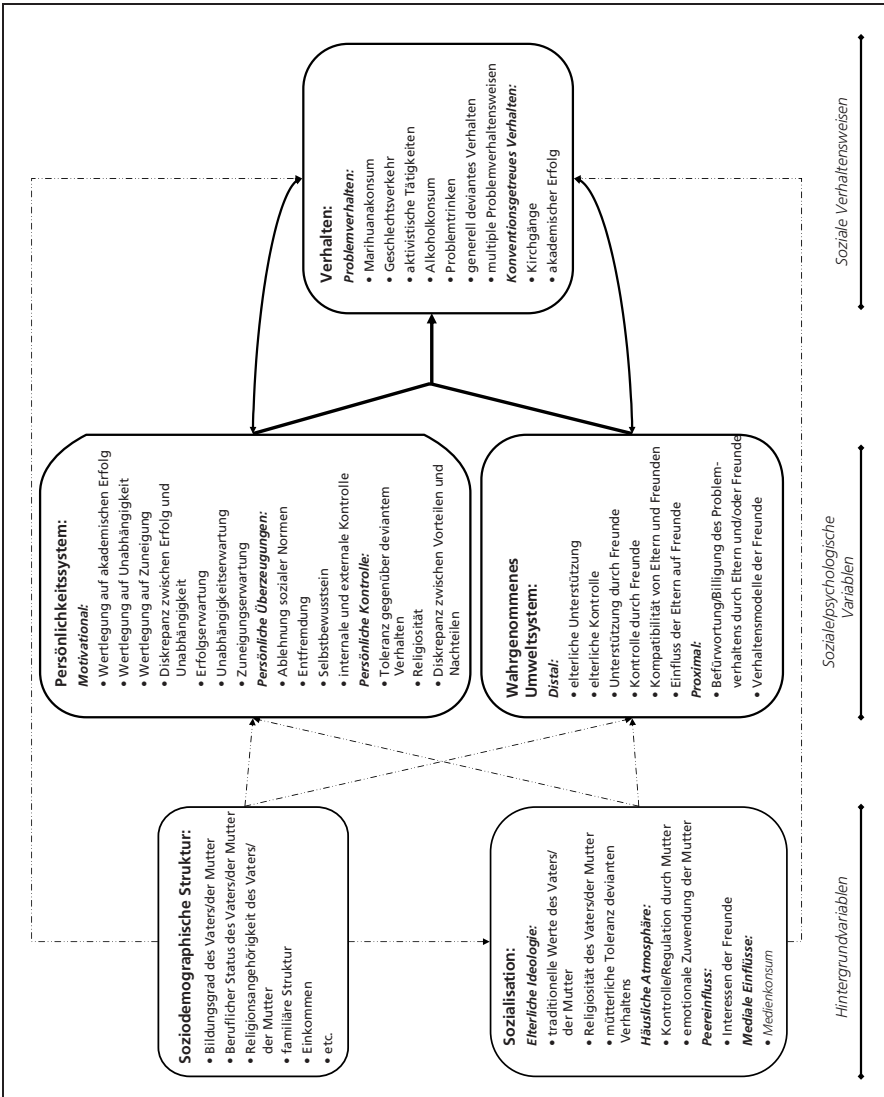 Soziodemographische Struktur:
• Bildungsgrad des Vaters/der Mutter
• Beruflicher Status des Vaters/der Mutter
• Religionsangehörigkeit des Vaters/
der Mutter
• familiäre Struktur
• Einkommen
• etc.
Sozialisation:
Elterliche Ideologie:
• traditionelle Werte des Vaters/
der Mutter
• Religiosität des Vaters/der Mutter
• mütterliche Toleranz devianten
Verhaltens
Häusliche Atmosphäre:
• Kontrolle/Regulation durch Mutter
• emotionale Zuwendung der Mutter
Peereinfluss:
• Interessen der Freunde
Mediale Einflüsse:
• Medienkonsum
Hintergrundvariablen
Persönlichkeitssystem:
Motivational:
• Wertlegung auf akademischen Erfolg
• Wertlegung auf Unabhängigkeit
• Wertlegung auf Zuneigung
• Diskrepanz zwischen Erfolg und
Unabhängigkeit
• Erfolgserwartung
• Unabhängigkeitserwartung
• Zuneigungserwartung
Persönliche Überzeugungen:
• Ablehnung sozialer Normen
• Entfremdung
• Selbstbewusstsein
• internale und externale Kontrolle
Persönliche Kontrolle:
• Toleranz gegenüber deviantem
Verhalten
• Religiosität
• Diskrepanz zwischen Vorteilen und
Nachteilen
Wahrgenommenes
Umweltsystem:
Distal:
• elterliche Unterstützung
• elterliche Kontrolle
• Unterstützung durch Freunde
• Kontrolle durch Freunde
• Kompatibilität von Eltern und Freunden
• Einfluss der Eltern auf Freunde
Proximal:
• Befürwortung/Billigung des Problem-
verhaltens durch Eltern und/oder Freunde
• Verhaltensmodelle der Freunde
Soziale/psychologische
Variablen
Verhalten:
Problemverhalten:
• Marihuanakonsum
• Geschlechtsverkehr
• aktivistische Tätigkeiten
• Alkoholkonsum
• Problemtrinken
• generell deviantes Verhalten
• multiple Problemverhaltensweisen
Konventionsgetreues Verhalten:
• Kirchgänge
• akademischer Erfolg
Soziale Verhaltensweisen